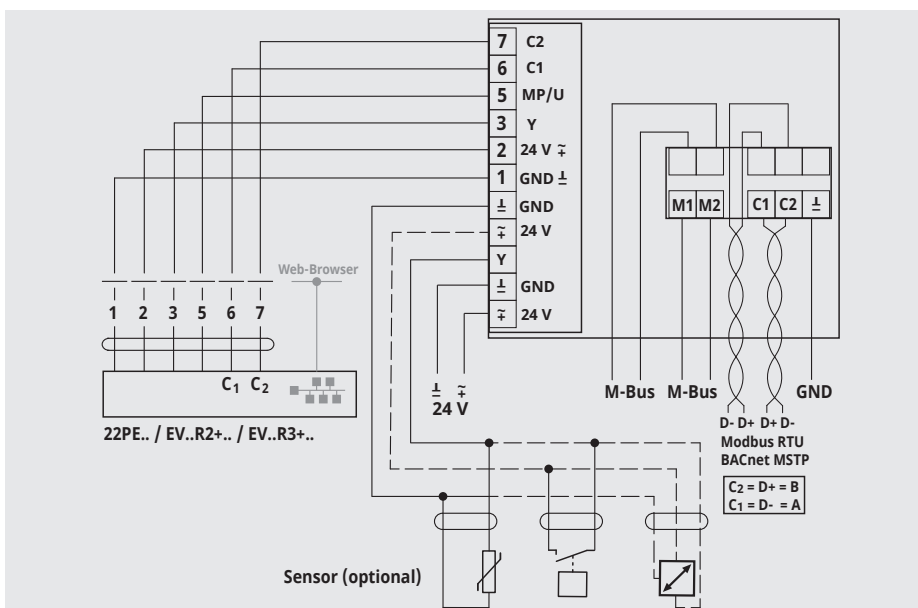 7 C2
6 C1
5 MP/U
3 Y
2 24 V
1 GND
GND
24 V
Y
GND
24 V
M1 M2 C1 C2
Web-Browser
1 2 3 5 6 7
C1 C2
22PE.. / EV..R2+.. / EV..R3+..
24 V
M-Bus M-Bus GND
D- D+ D+ D-
Modbus RTU
BACnet MSTP
C2 = D+ = B
C1 = D- = A
Sensor (optional)